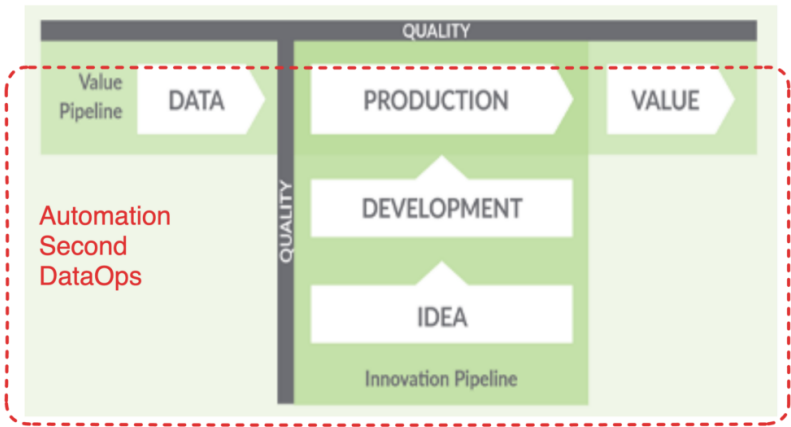 QUALITY
Value
Pipeline
DATA
PRODUCTION
VALUE
QUALITY
DEVELOPMENT
IDEA
Innovation Pipeline
Automation
Second
DataOps